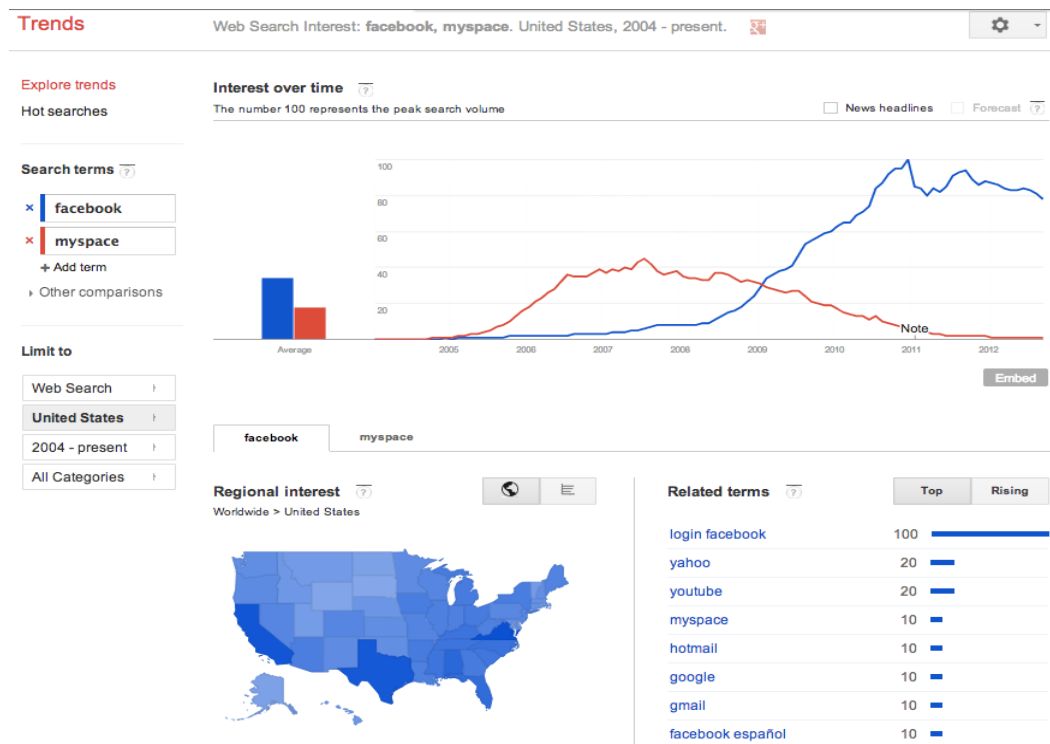 Trends
Web Search Interest: facebook, myspace. United States, 2004 - present.
Explore trends
Hot searches
Search terms ?
facebook
myspace
+ Add term
Other comparisons
Limit to
Web Search
United States
2004 - present
All Categories
Interest over time ?
The number 100 represents the peak search volume
News headlines
Forecast ?
100
80
60
40
20
Note
Average
2005
2006
2007
2008
2009
2010
2011
2012
Embed
facebook
myspace
Regional interest ?
Worldwide > United States
Related terms ?
Top
Rising
login facebook 100
yahoo 20
youtube 20
myspace 10
hotmail 10
google 10
gmail 10
facebook español 10